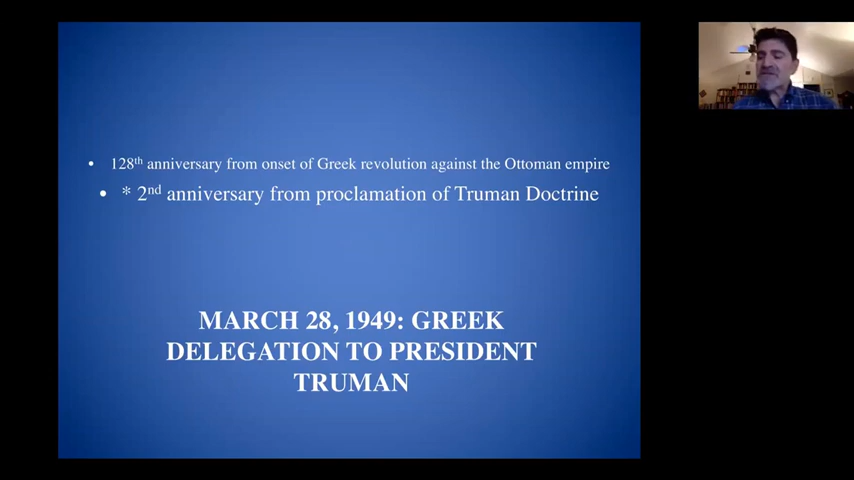 • 128th anniversary from onset of Greek revolution against the Ottoman empire
• * 2nd anniversary from proclamation of Truman Doctrine
MARCH 28, 1949: GREEK
DELEGATION TO PRESIDENT
TRUMAN